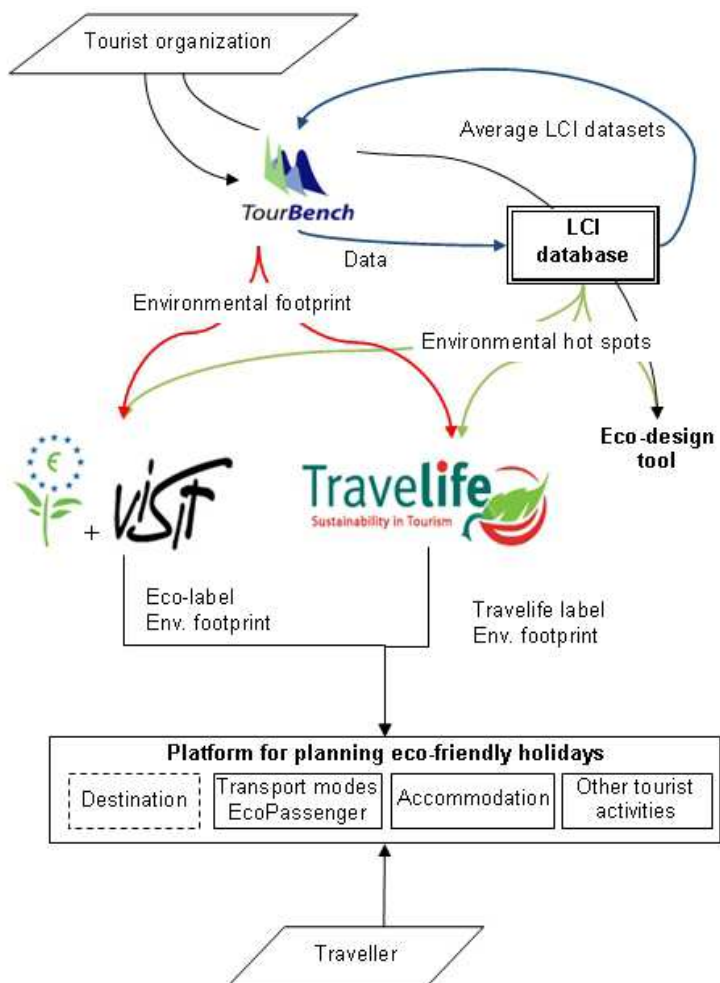 Tourist organization
Average LCI datasets
TourBench
LCI
database
Data
Environmental footprint
Environmental hot spots
Eco-design
tool
€
+
ViSiT
Travelife
Sustainability in Tourism
Eco-label
Env. footprint
Travelife label
Env. footprint
Platform for planning eco-friendly holidays
Destination
Transport modes
EcoPassenger
Accommodation
Other tourist
activities
Traveller